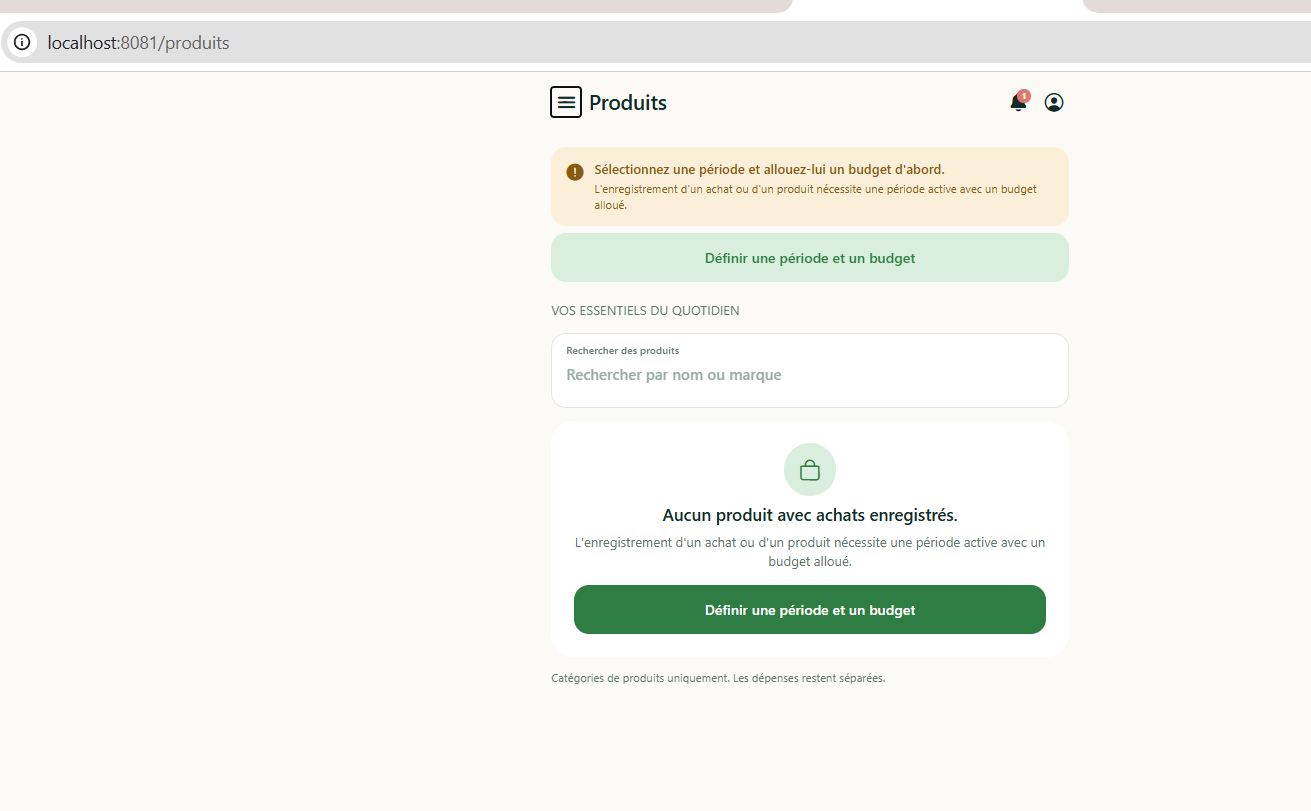 localhost:8081/produits
Produits
1
Sélectionnez une période et allouez-lui un budget d'abord.
L'enregistrement d'un achat ou d'un produit nécessite une période active avec un budget
alloué.
Définir une période et un budget
VOS ESSENTIELS DU QUOTIDIEN
Rechercher des produits
Rechercher par nom ou marque
Aucun produit avec achats enregistrés.
L'enregistrement d'un achat ou d'un produit nécessite une période active avec un
budget alloué.
Définir une période et un budget
Catégories de produits uniquement. Les dépenses restent séparées.